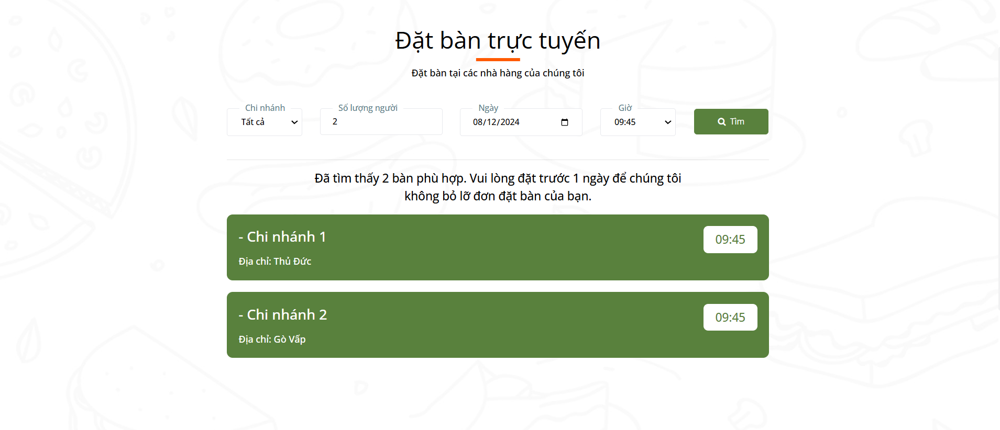 Đặt bàn trực tuyến
Đặt bàn tại các nhà hàng của chúng tôi
Chi nhánh
Tất cả
Số lượng người
2
Ngày
08/12/2024
Giờ
09:45
Tìm
Đã tìm thấy 2 bàn phù hợp. Vui lòng đặt trước 1 ngày để chúng tôi
không bỏ lỡ đơn đặt bàn của bạn.
- Chi nhánh 1
09:45
Địa chỉ: Thủ Đức
- Chi nhánh 2
09:45
Địa chỉ: Gò Vấp